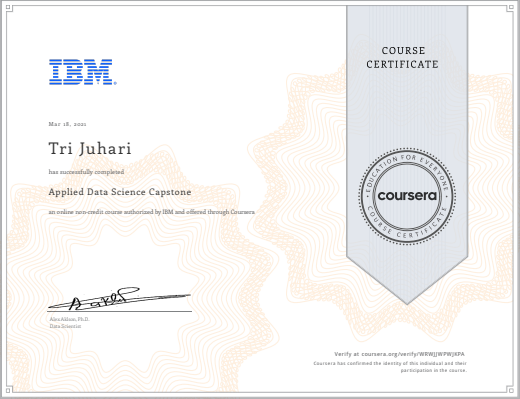 COURSE
CERTIFICATE
IBM
Mar 18, 2021
Tri Juhari
has successfully completed
Applied Data Science Capstone
an online non-credit course authorized by IBM and offered through Coursera
EDUCATION FOR EVERYONE
coursera
COURSE CERTIFICATE
Alex Aklson, Ph.D.
Data Scientist
Verify at coursera.org/verify/WRWJJWPWJKPA
Coursera has confirmed the identity of this individual and their
participation in the course.